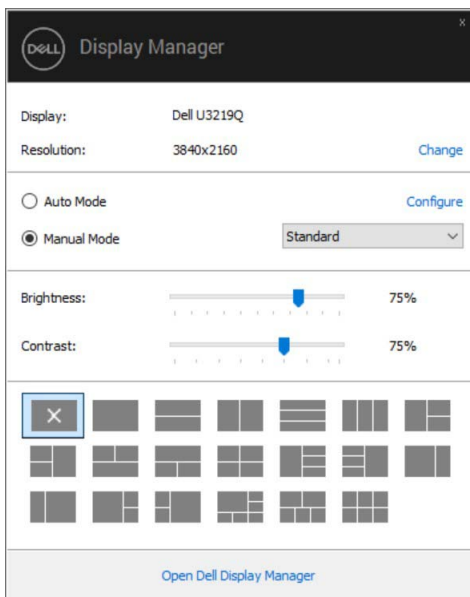 x
DELL Display Manager
Display: Dell U3219Q
Resolution: 3840x2160 Change
Auto Mode Configure
Manual Mode Standard
Brightness: 75%
Contrast: 75%
Open Dell Display Manager